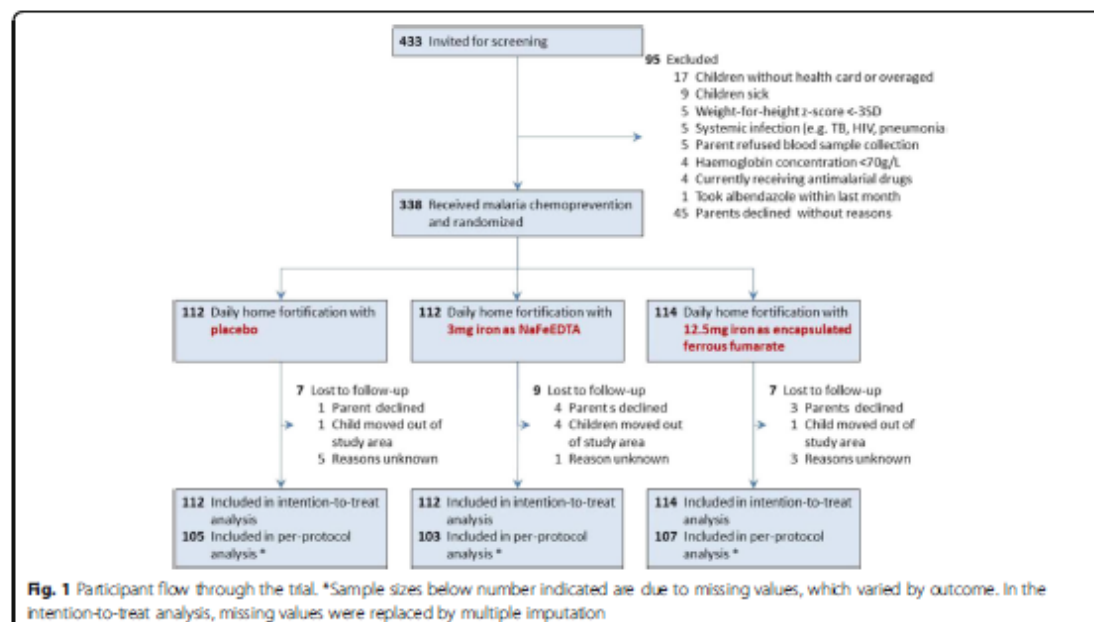 433 Invited for screening
95 Excluded
17 Children without health card or overaged
9 Children sick
5 Weight-for-height z-score <-3SD
5 Systemic infection (e.g. TB, HIV, pneumonia
5 Parent refused blood sample collection
4 Haemoglobin concentration <70g/L
4 Currently receiving antimalarial drugs
1 Took albendazole within last month
45 Parents declined without reasons
338 Received malaria chemoprevention
and randomized
112 Daily home fortification with
placebo
112 Daily home fortification with
3mg iron as NaFeEDTA
114 Daily home fortification with
12.5mg iron as encapsulated
ferrous fumarate
7 Lost to follow-up
1 Parent declined
1 Child moved out of
study area
5 Reasons unknown
9 Lost to follow-up
4 Parents declined
4 Children moved out
of study area
1 Reason unknown
7 Lost to follow-up
3 Parents declined
1 Child moved out of
study area
3 Reasons unknown
112 Included in intention-to-treat
analysis
105 Included in per-protocol
analysis *
112 Included in intention-to-treat
analysis
103 Included in per-protocol
analysis *
114 Included in intention-to-treat
analysis
107 Included in per-protocol
analysis *
Fig. 1 Participant flow through the trial. *Sample sizes below number indicated are due to missing values, which varied by outcome. In the
intention-to-treat analysis, missing values were replaced by multiple imputation